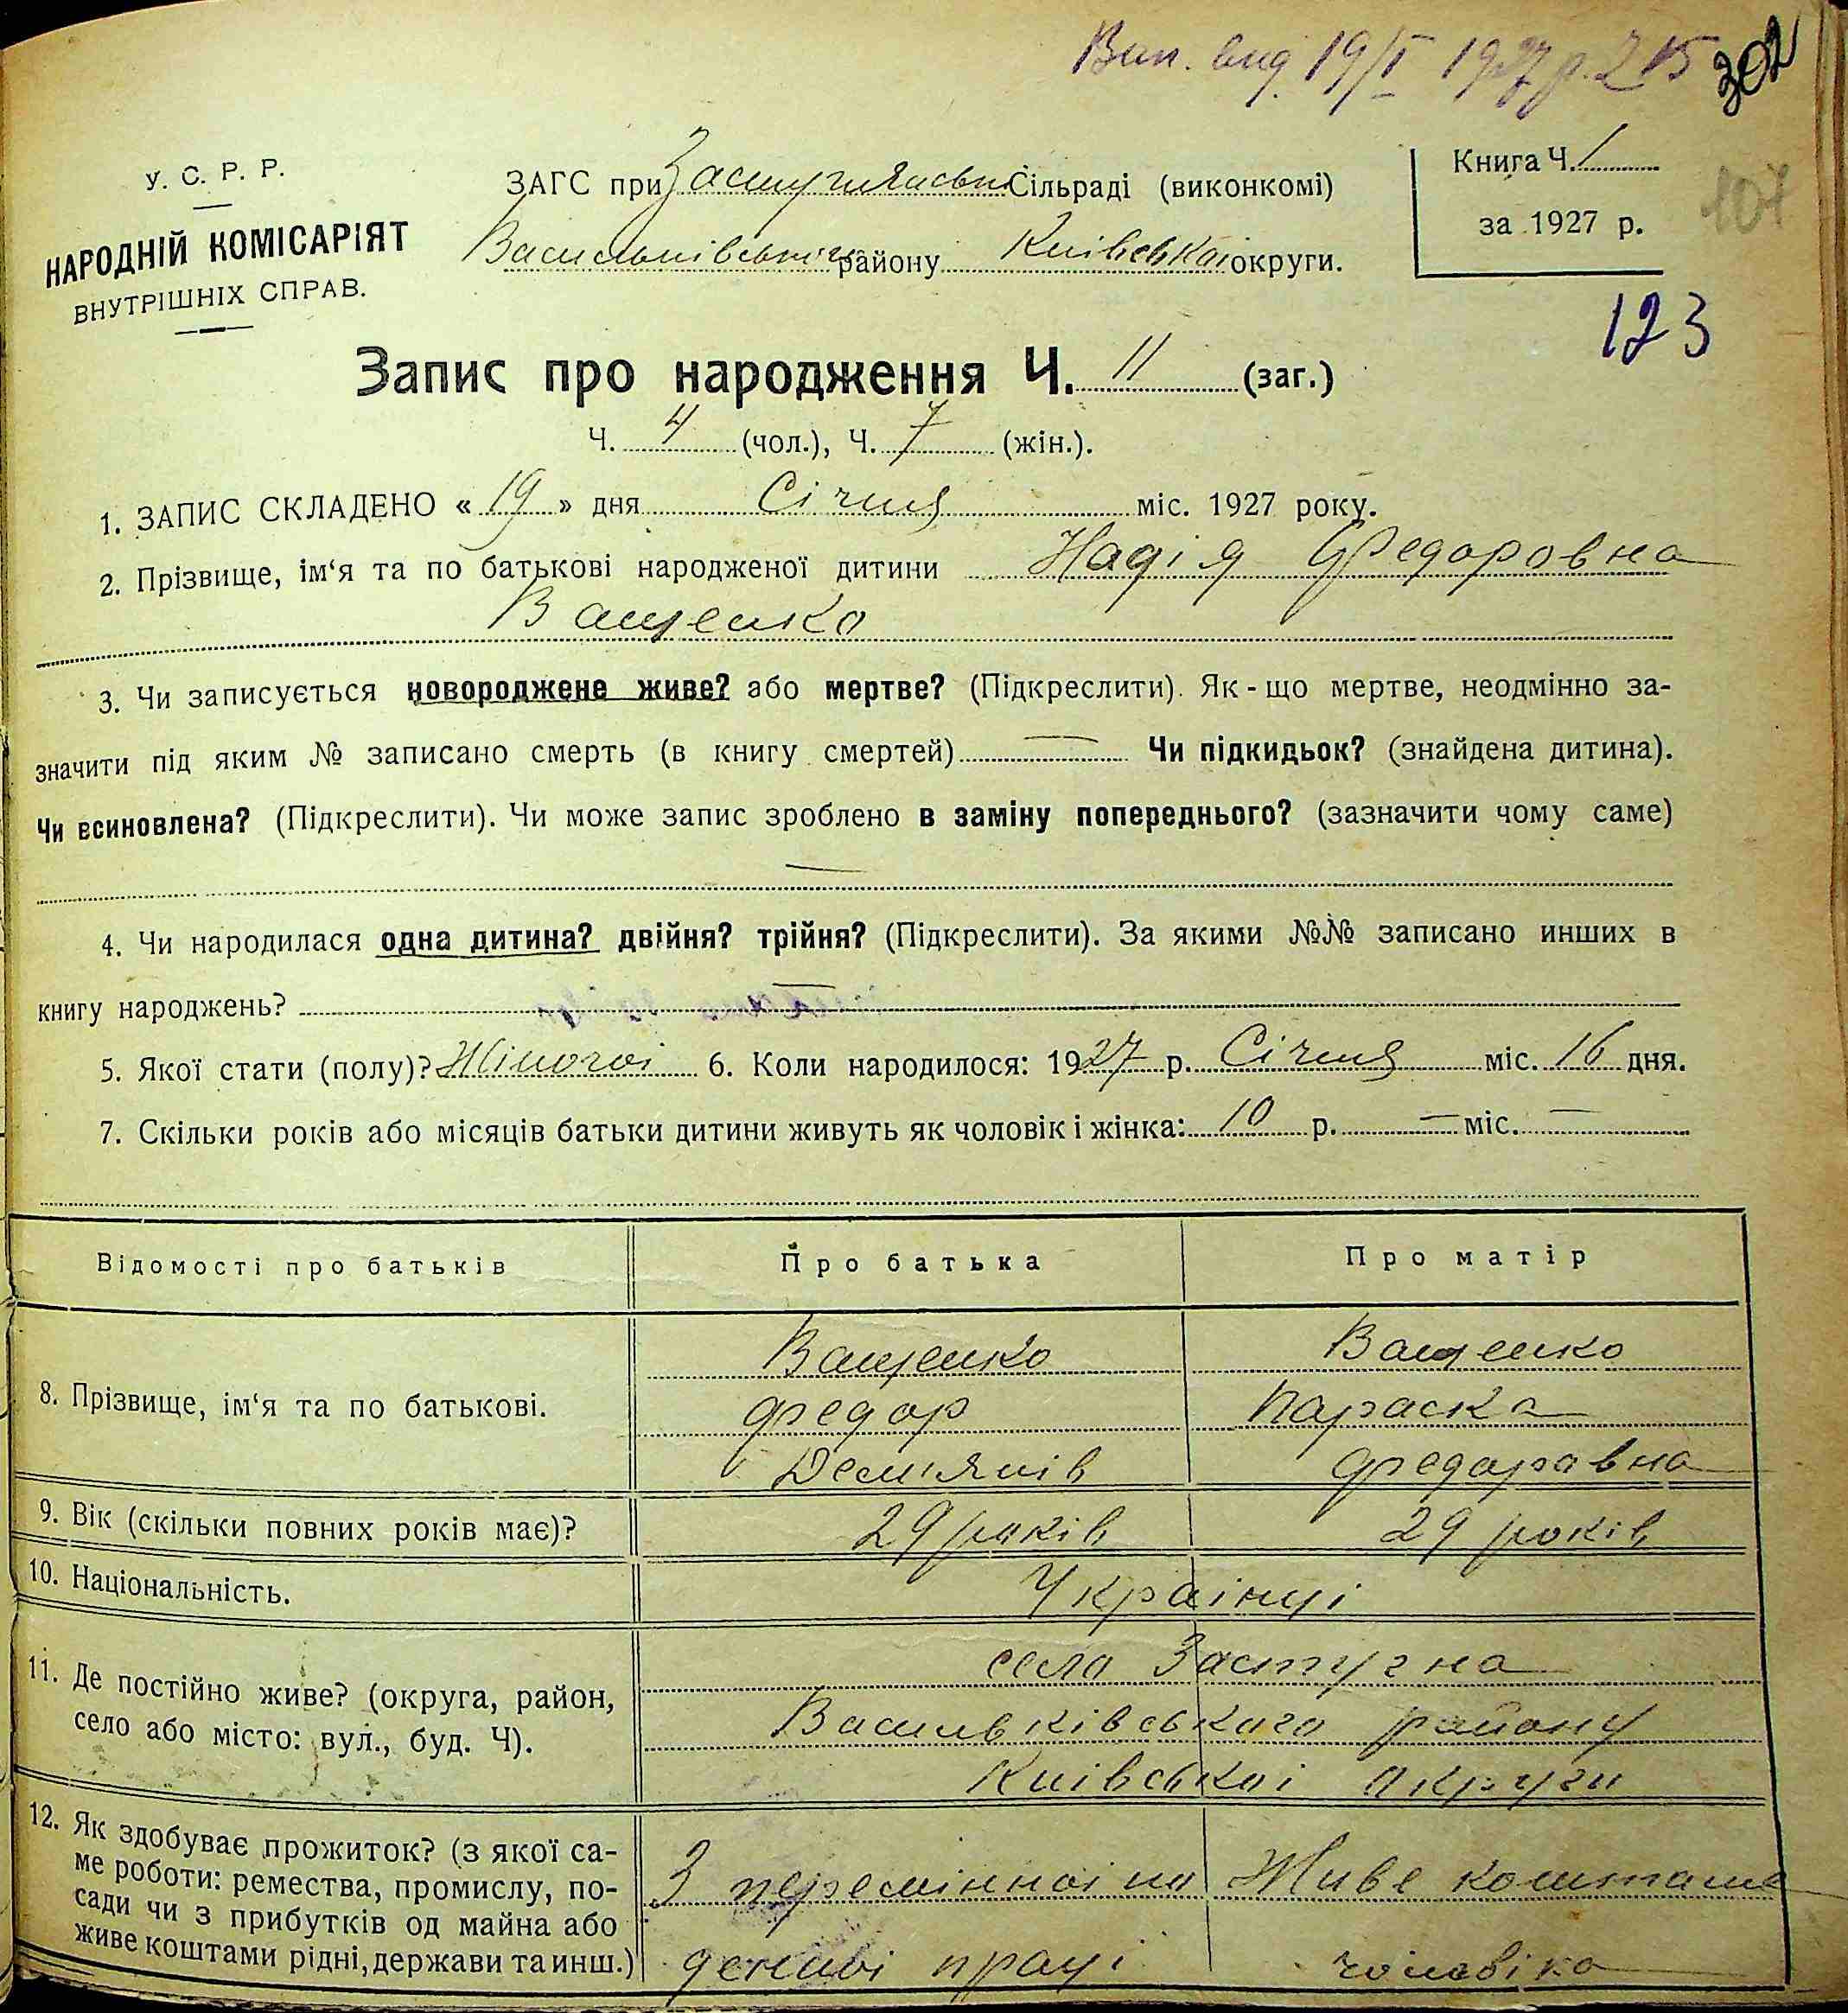 Вип. вид. 19/I 1927 р. 215
302
У. С. Р. Р.
НАРОДНІЙ КОМІСАРІЯТ
ВНУТРІШНІХ СПРАВ.
ЗАГС при Застугнянській Сільраді (виконкомі)
Васильківського району Київської округи.
Книга Ч. 1
за 1927 р.
107
123
Запис про народження Ч. 11 (заг.)
Ч. 4 (чол.), Ч. 7 (жін.).
1. ЗАПИС СКЛАДЕНО « 19 » дня Січня міс. 1927 року.
2. Прізвище, ім‘я та по батькові народженої дитини Надія Федоровна
Ващенко
3. Чи записується новороджене живе? або мертве? (Підкреслити). Як-що мертве, неодмінно за-
значити під яким № записано смерть (в книгу смертей) — Чи підкидьок? (знайдена дитина).
Чи всиновлена? (Підкреслити). Чи може запис зроблено в заміну попереднього? (зазначити чому саме)
—
4. Чи народилася одна дитина? двійня? трійня? (Підкреслити). За якими №№ записано инших в
книгу народжень? —
5. Якої стати (полу)? Жіночої 6. Коли народилося: 1927 р. Січня міс. 16 дня.
7. Скільки років або місяців батьки дитини живуть як чоловік і жінка: 10 р. — міс. —
Відомості про батьків Про батька Про матір
8. Прізвище, ім‘я та по батькові.
Ващенко Ващенко
Федор Параска
Дем'янів Федаравна
9. Вік (скільки повних років має)? 29 років 29 років
10. Національність. Українці
11. Де постійно живе? (округа, район,
село або місто: вул., буд. Ч).
село Застугна
Васильківського району
Київської округи
12. Як здобуває прожиток? (з якої са-
ме роботи: ремества, промислу, по-
сади чи з прибутків од майна або
живе коштами рідні, держави та инш.)
З перемінної по Живе коштами
денної праці чоловіка